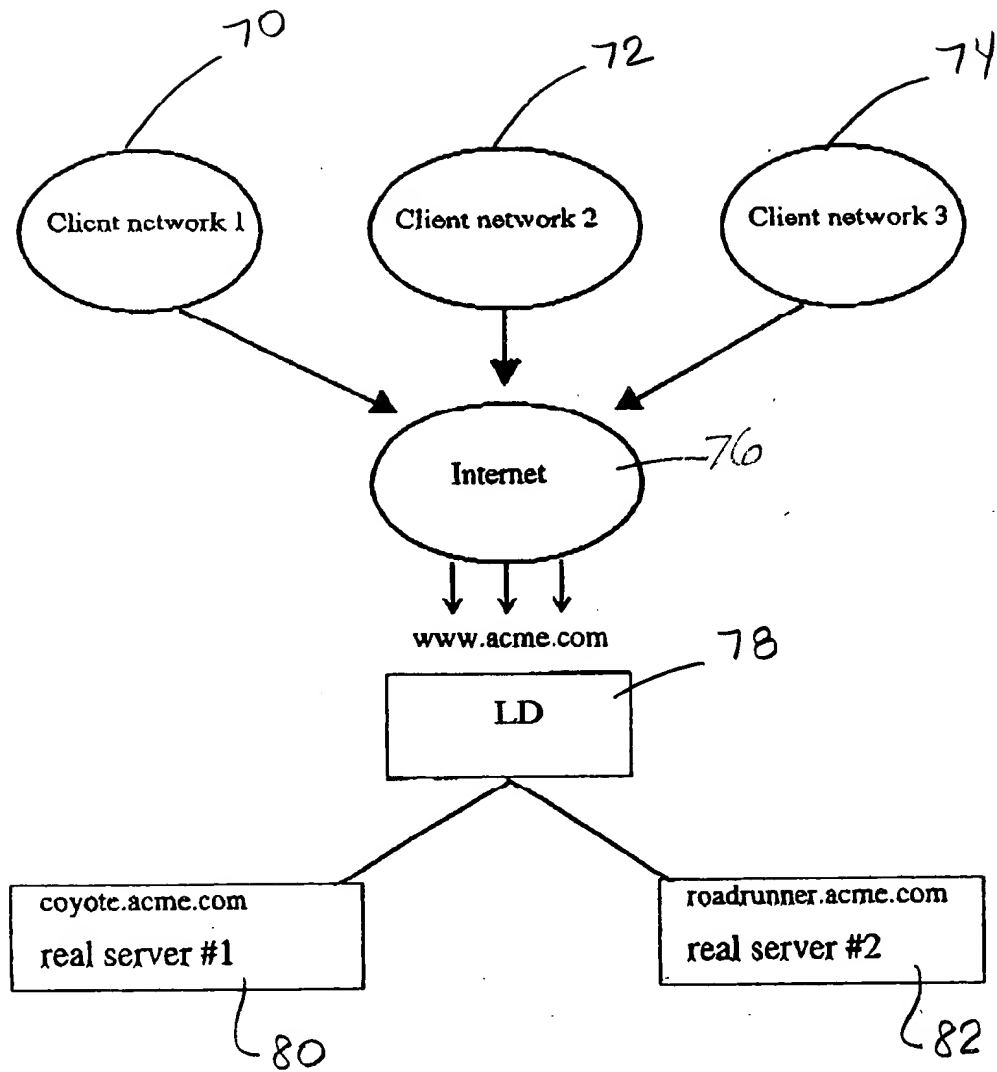 70
72
74
Client network 1
Client network 2
Client network 3
Internet
76
www.acme.com
78
LD
coyote.acme.com
real server #1
roadrunner.acme.com
real server #2
80
82